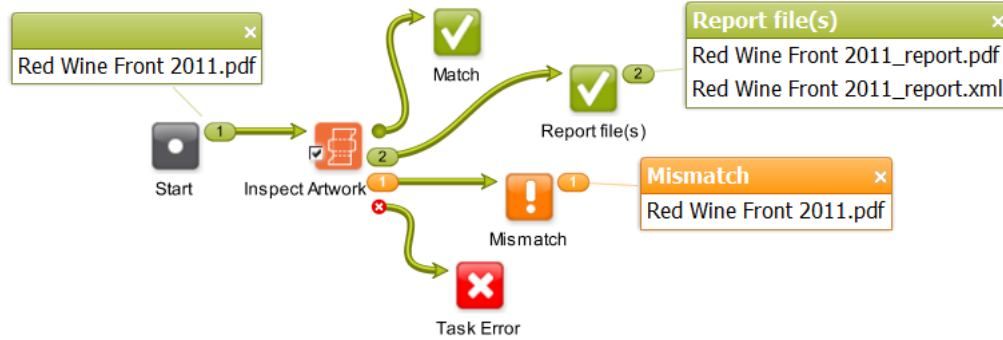 Red Wine Front 2011.pdf
1
Start
Inspect Artwork
2
1
Match
Report file(s)
2
Report file(s)
Red Wine Front 2011_report.pdf
Red Wine Front 2011_report.xml
Mismatch
1
Mismatch
Red Wine Front 2011.pdf
Task Error